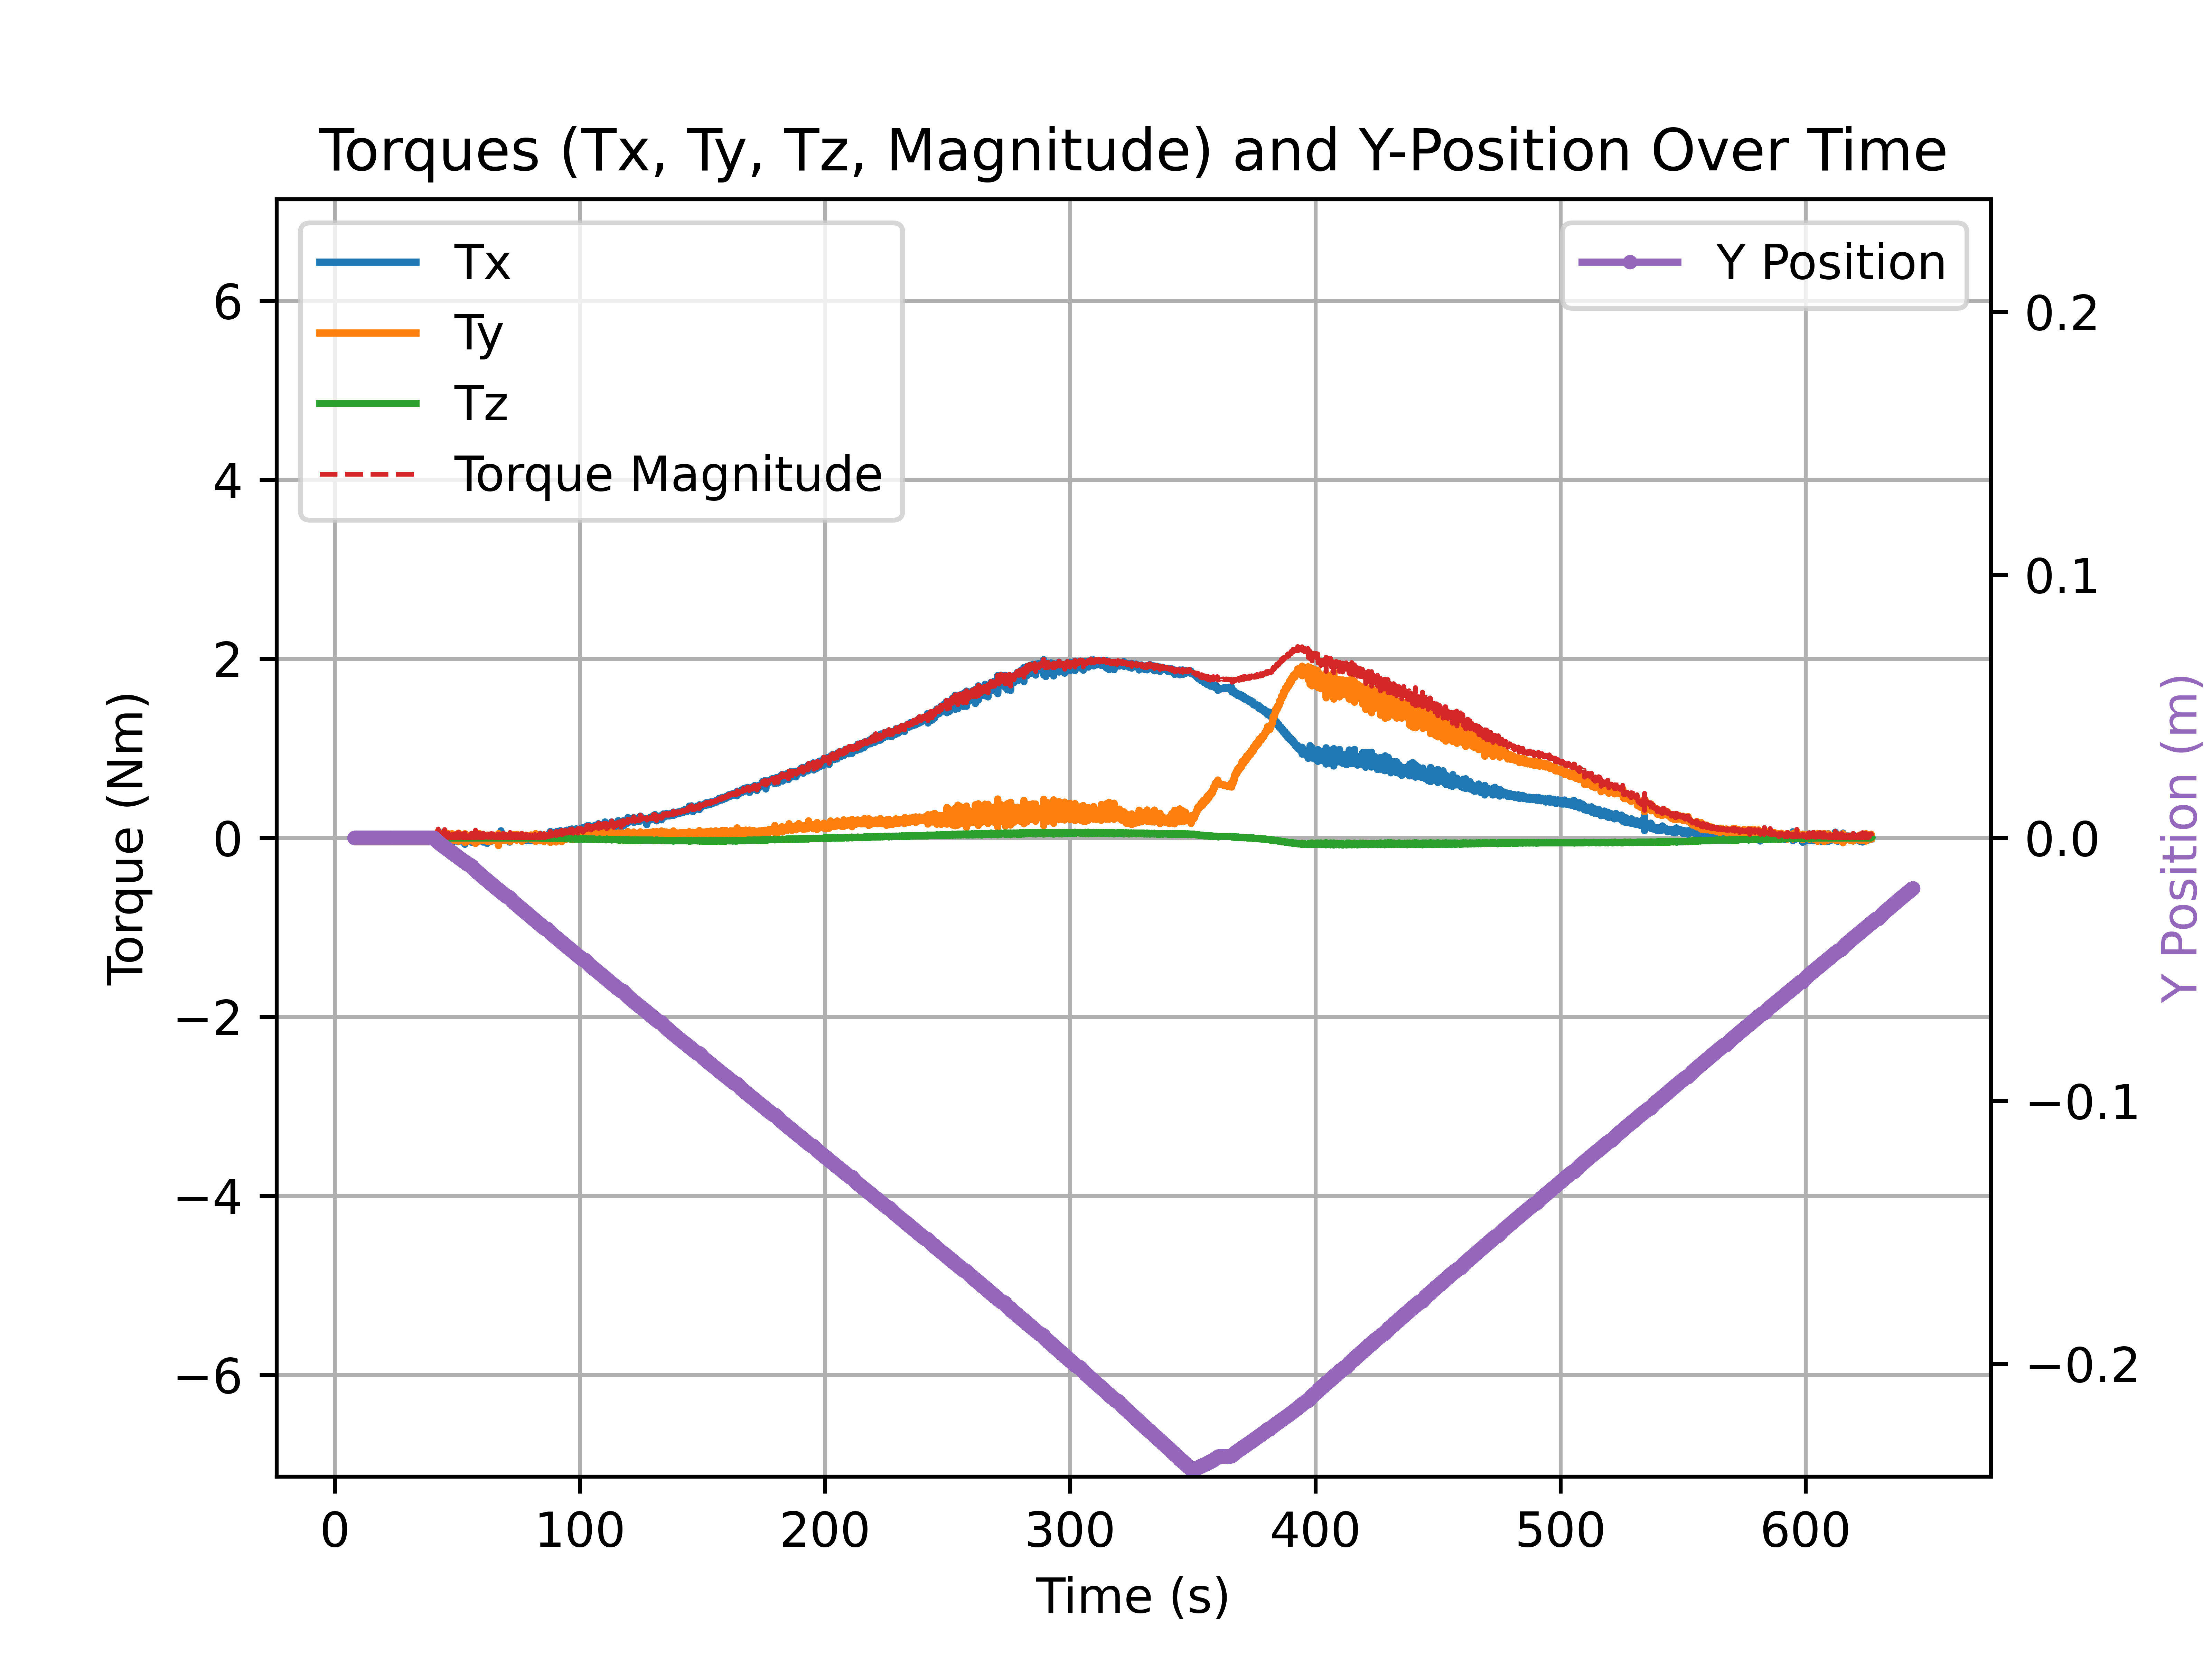 Torques (Tx, Ty, Tz, Magnitude) and Y-Position Over Time
Tx
Ty
Tz
Torque Magnitude
Y Position
6
4
2
0
−2
−4
−6
Torque (Nm)
0.2
0.1
0.0
−0.1
−0.2
Y Position (m)
0 100 200 300 400 500 600
Time (s)